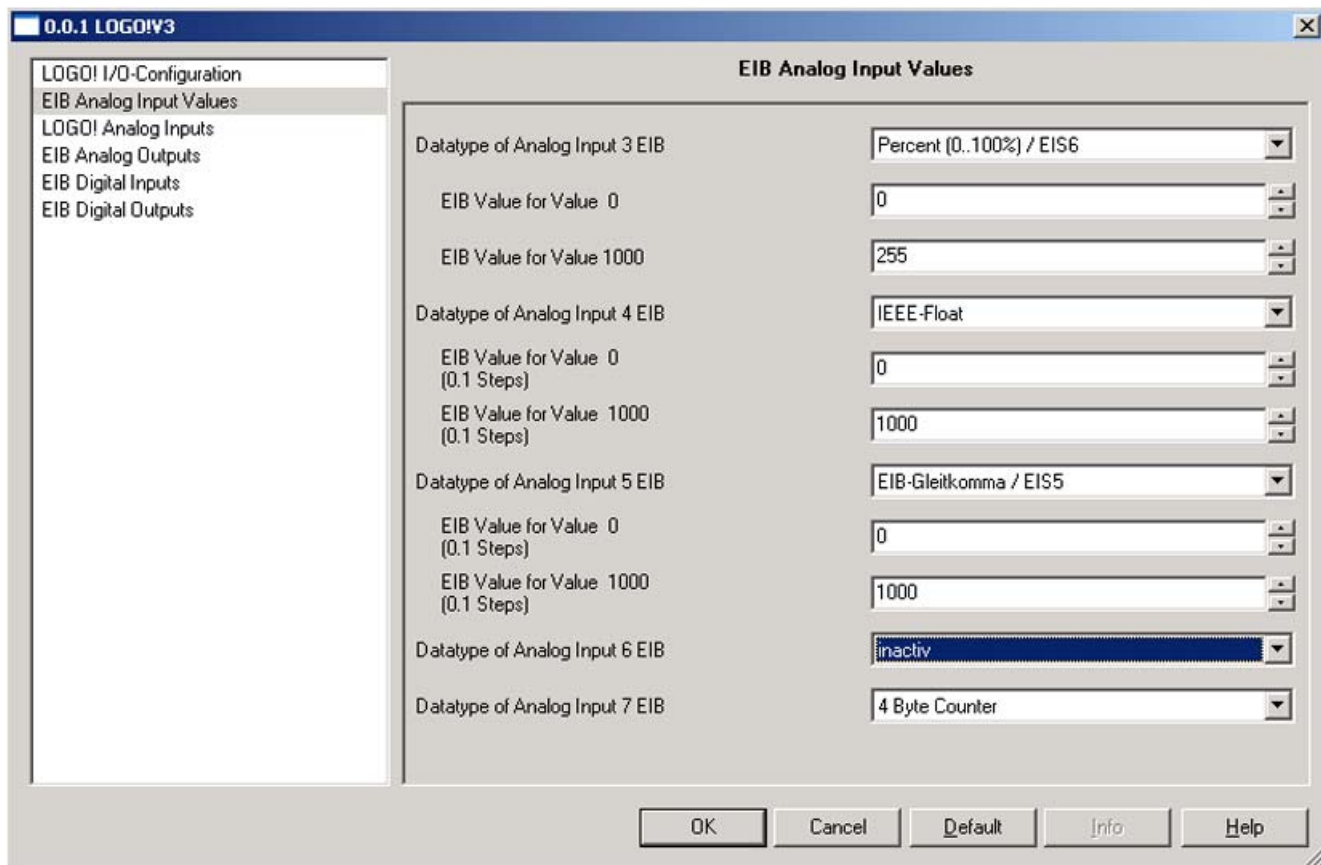 0.0.1 LOGO!V3
LOGO! I/O-Configuration
EIB Analog Input Values
LOGO! Analog Inputs
EIB Analog Outputs
EIB Digital Inputs
EIB Digital Outputs
EIB Analog Input Values
Datatype of Analog Input 3 EIB
Percent (0..100%) / EIS6
EIB Value for Value 0
0
EIB Value for Value 1000
255
Datatype of Analog Input 4 EIB
IEEE-Float
EIB Value for Value 0
(0.1 Steps)
0
EIB Value for Value 1000
(0.1 Steps)
1000
Datatype of Analog Input 5 EIB
EIB-Gleitkomma / EIS5
EIB Value for Value 0
(0.1 Steps)
0
EIB Value for Value 1000
(0.1 Steps)
1000
Datatype of Analog Input 6 EIB
inactiv
Datatype of Analog Input 7 EIB
4 Byte Counter
OK
Cancel
Default
Info
Help